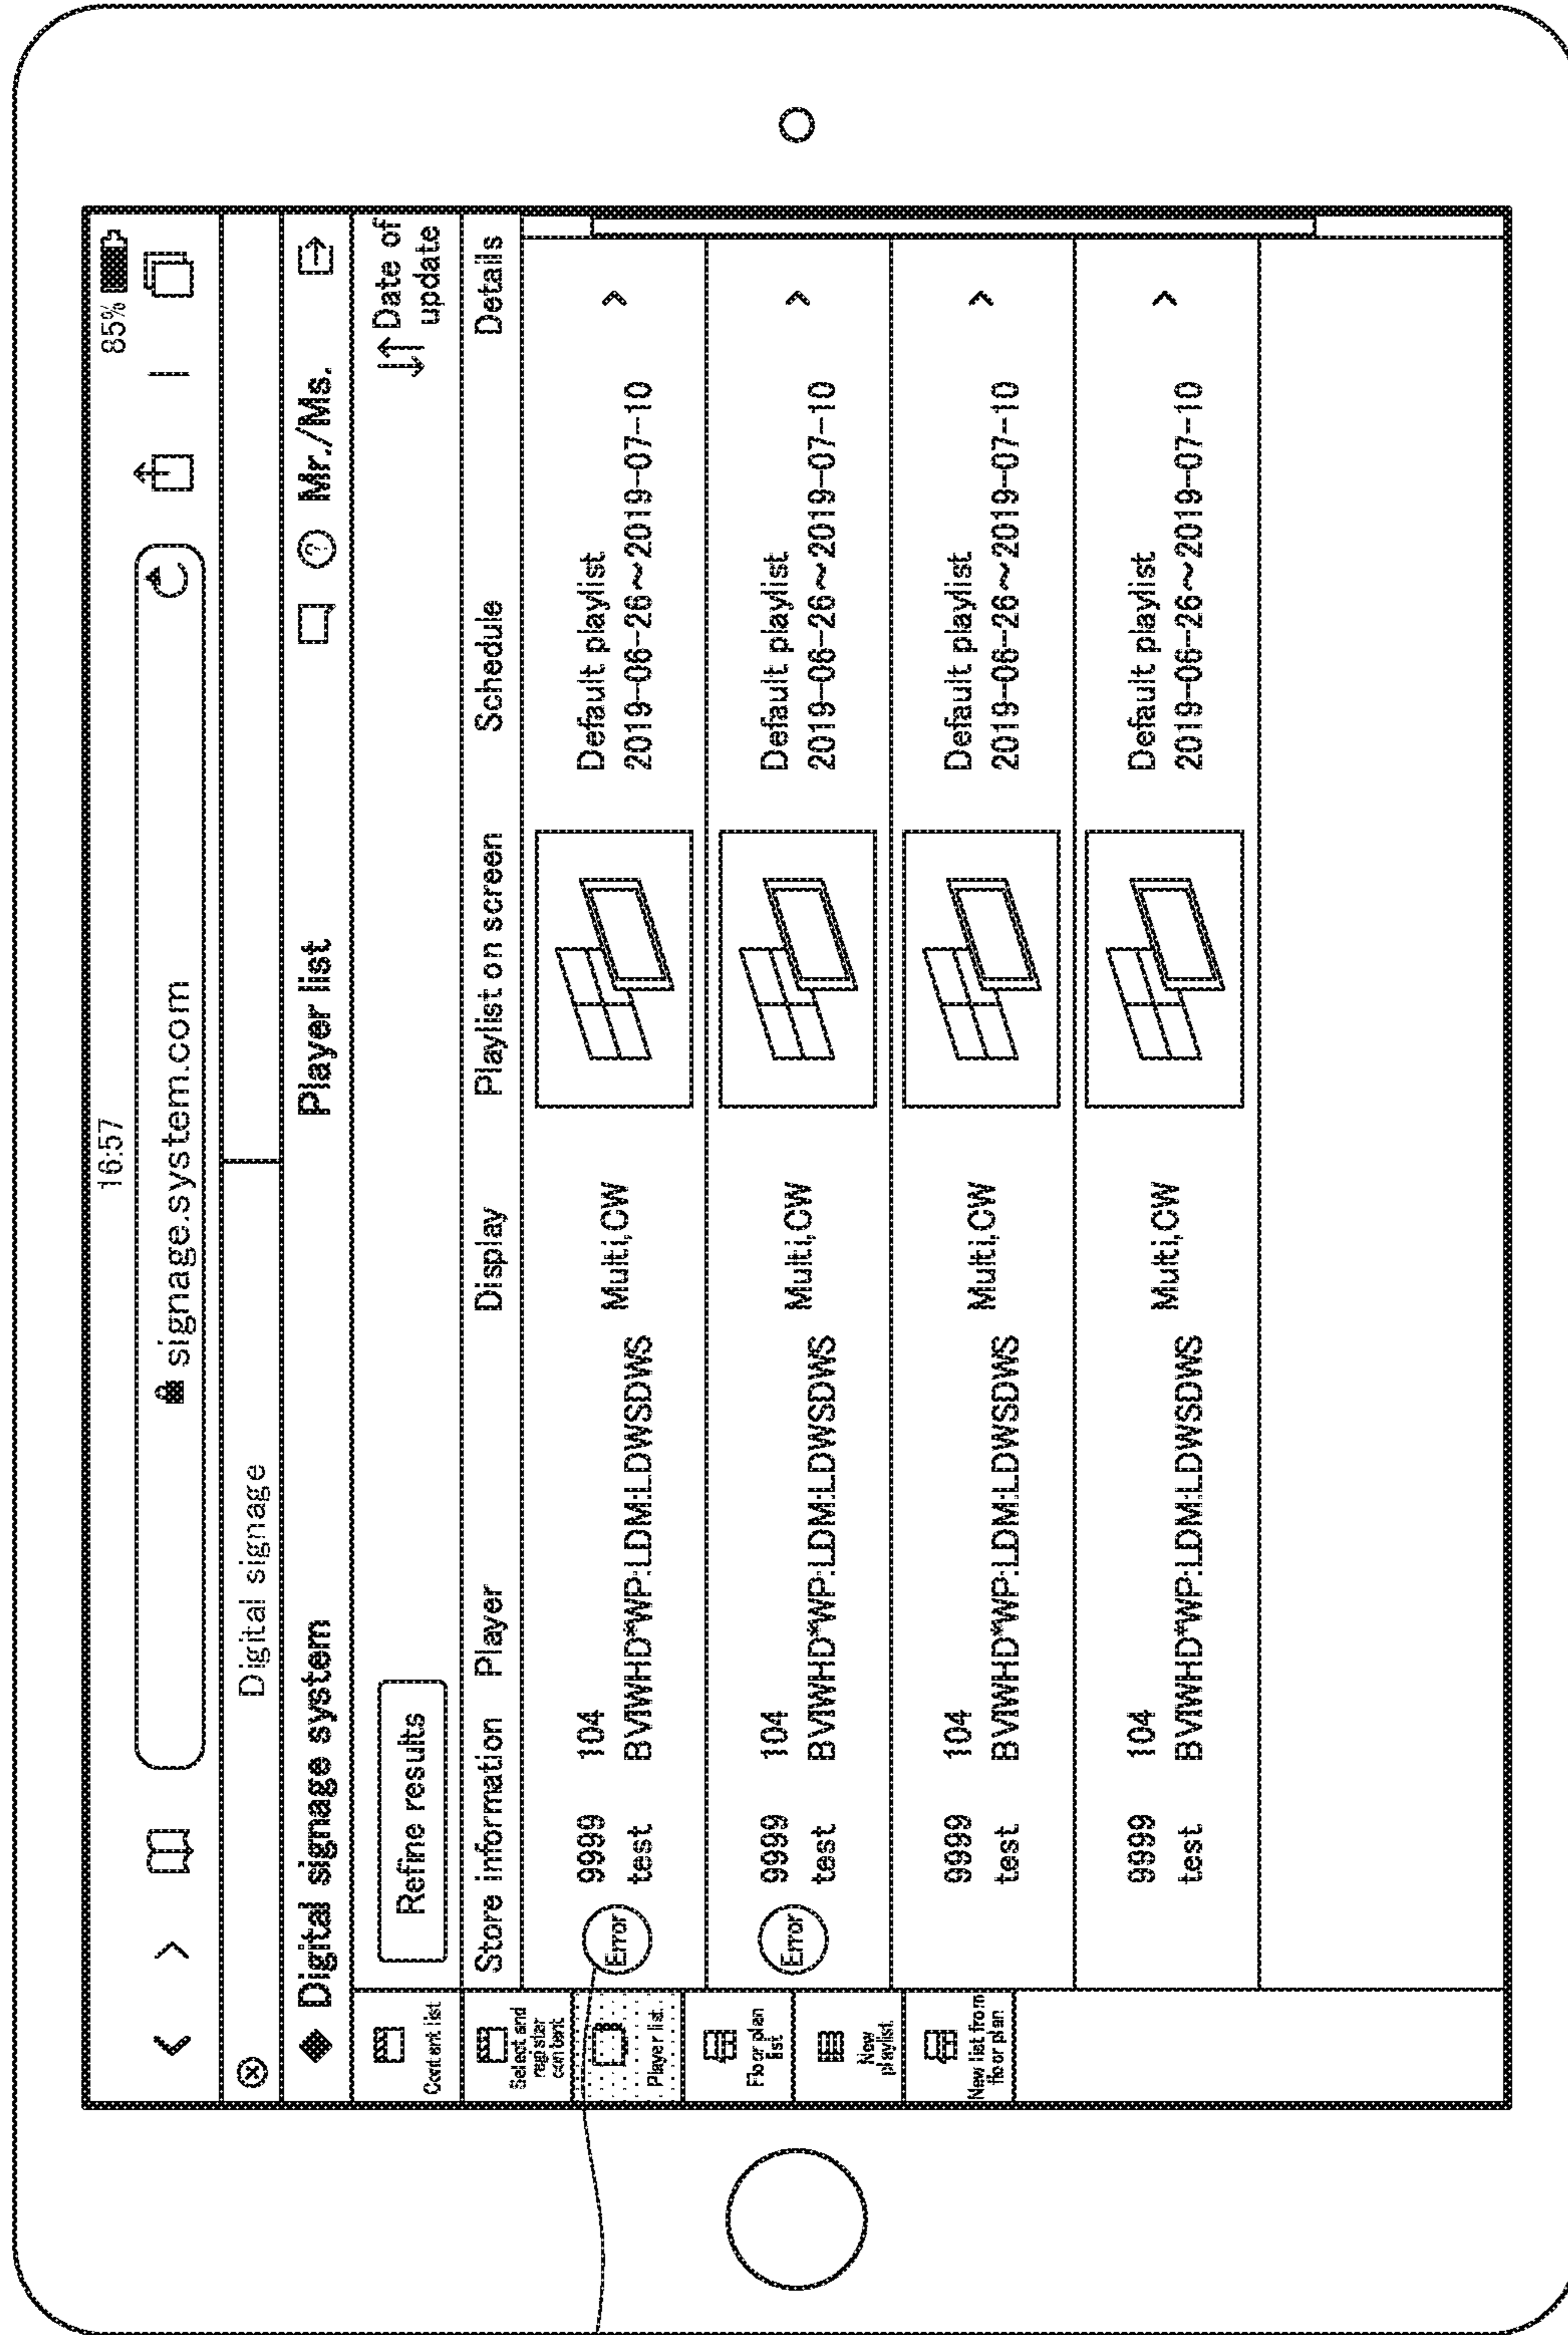 16:57
85%
signage.system.com
Digital signage
Digital signage system
Player list
? Mr./Ms.
Content list
Select and
register
content
Player list
Floor plan
list
New
playlist
New list from
floor plan
Refine results
Date of
update
Store information Player Display Playlist on screen Schedule Details
Error 9999 104 Multi,CW Default playlist
test BVIWHD*WP:LDM:LDWSDWS 2019-06-26~2019-07-10
Error 9999 104 Multi,CW Default playlist
test BVIWHD*WP:LDM:LDWSDWS 2019-06-26~2019-07-10
9999 104 Multi,CW Default playlist
test BVIWHD*WP:LDM:LDWSDWS 2019-06-26~2019-07-10
9999 104 Multi,CW Default playlist
test BVIWHD*WP:LDM:LDWSDWS 2019-06-26~2019-07-10